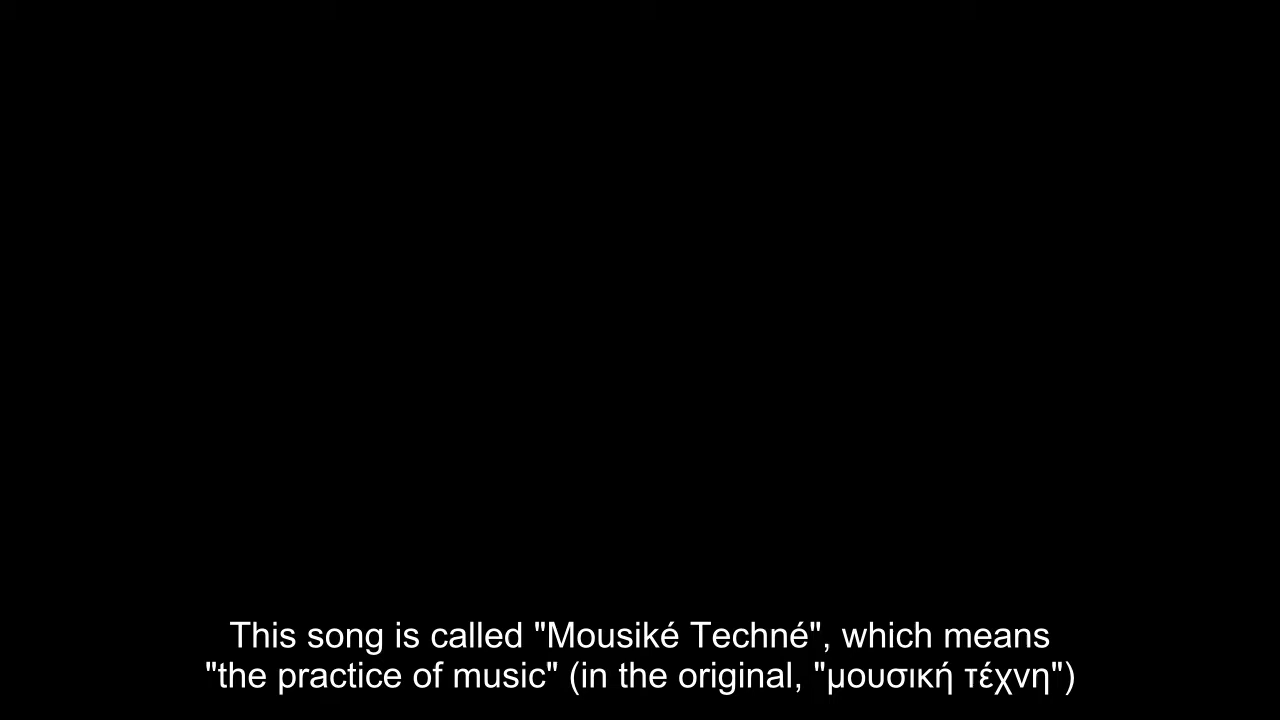 This song is called "Mousiké Techné", which means
"the practice of music" (in the original, "μουσική τέχνη")